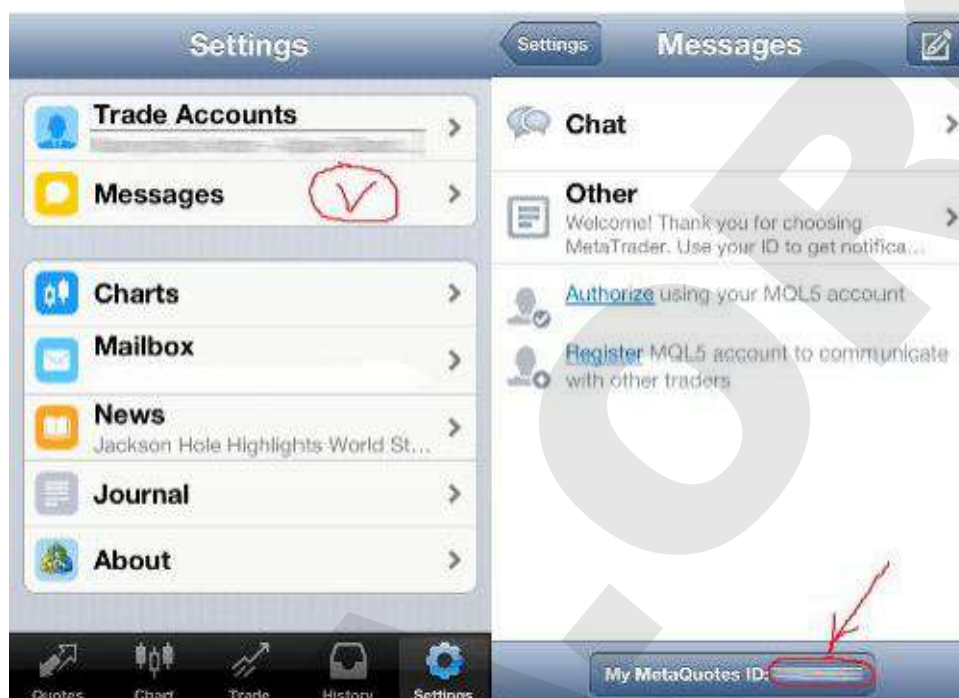 Settings
Trade Accounts
Messages
Charts
Mailbox
News
Jackson Hole Highlights World St...
Journal
About
Quotes
Chart
Trade
History
Settings
Settings
Messages
Chat
Other
Welcome! Thank you for choosing
MetaTrader. Use your ID to get notifica...
Authorize using your MQL5 account
Register MQL5 account to communicate
with other traders
My MetaQuotes ID: